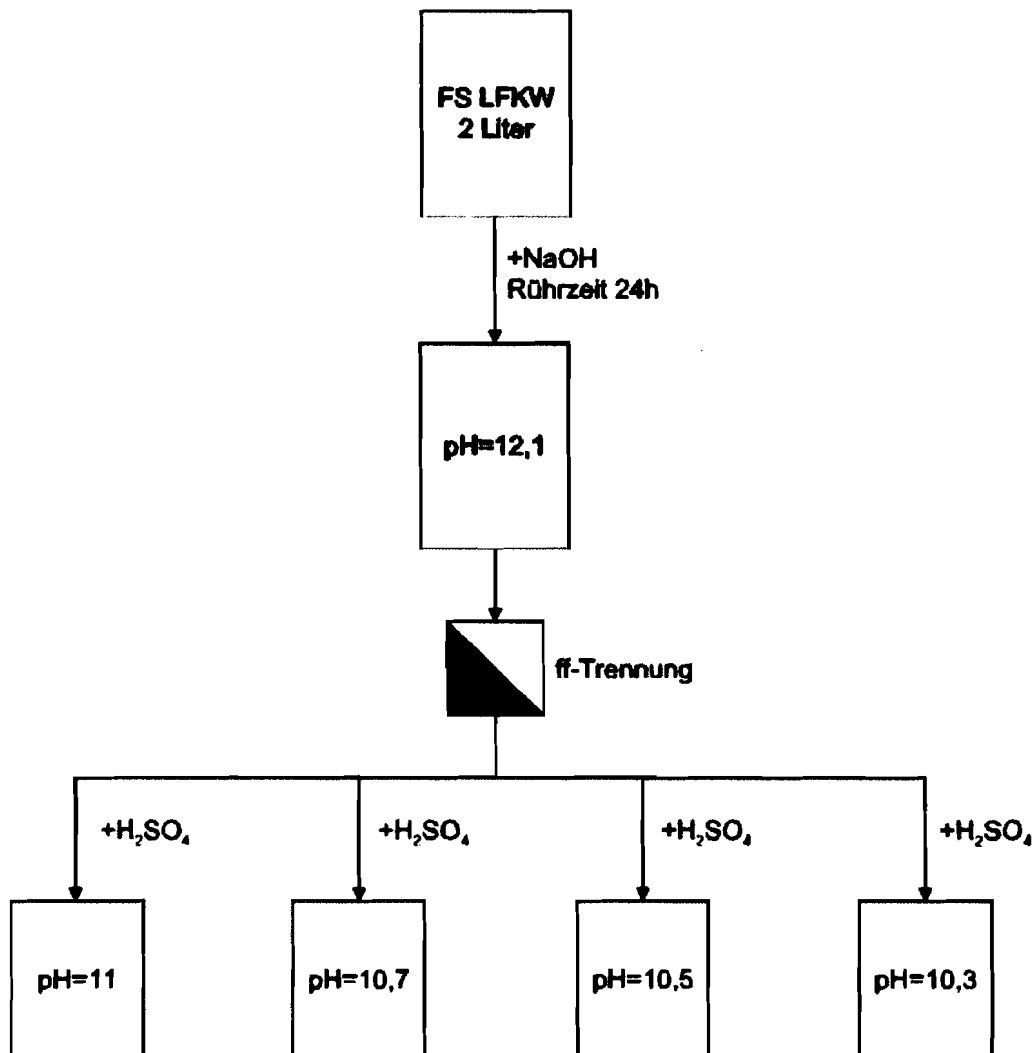 FS LFKW
2 Liter
+NaOH
Rührzeit 24h
pH=12,1
ff-Trennung
+H₂SO₄
+H₂SO₄
+H₂SO₄
+H₂SO₄
pH=11
pH=10,7
pH=10,5
pH=10,3